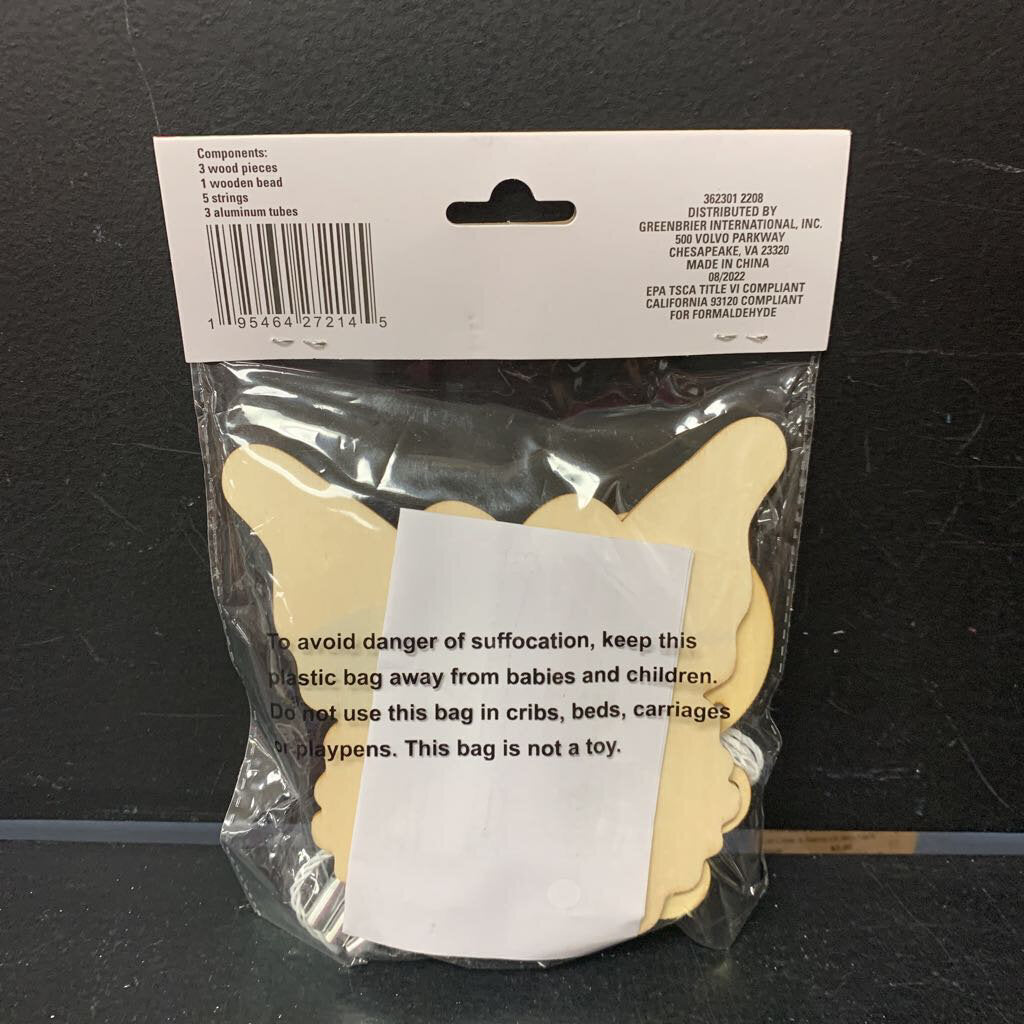 Components:
3 wood pieces
1 wooden bead
5 strings
3 aluminum tubes
1 95464 27214 5
362301 2208
DISTRIBUTED BY
GREENBRIER INTERNATIONAL, INC.
500 VOLVO PARKWAY
CHESAPEAKE, VA 23320
MADE IN CHINA
08/2022
EPA TSCA TITLE VI COMPLIANT
CALIFORNIA 93120 COMPLIANT
FOR FORMALDEHYDE
To avoid danger of suffocation, keep this
plastic bag away from babies and children.
Do not use this bag in cribs, beds, carriages
or playpens. This bag is not a toy.